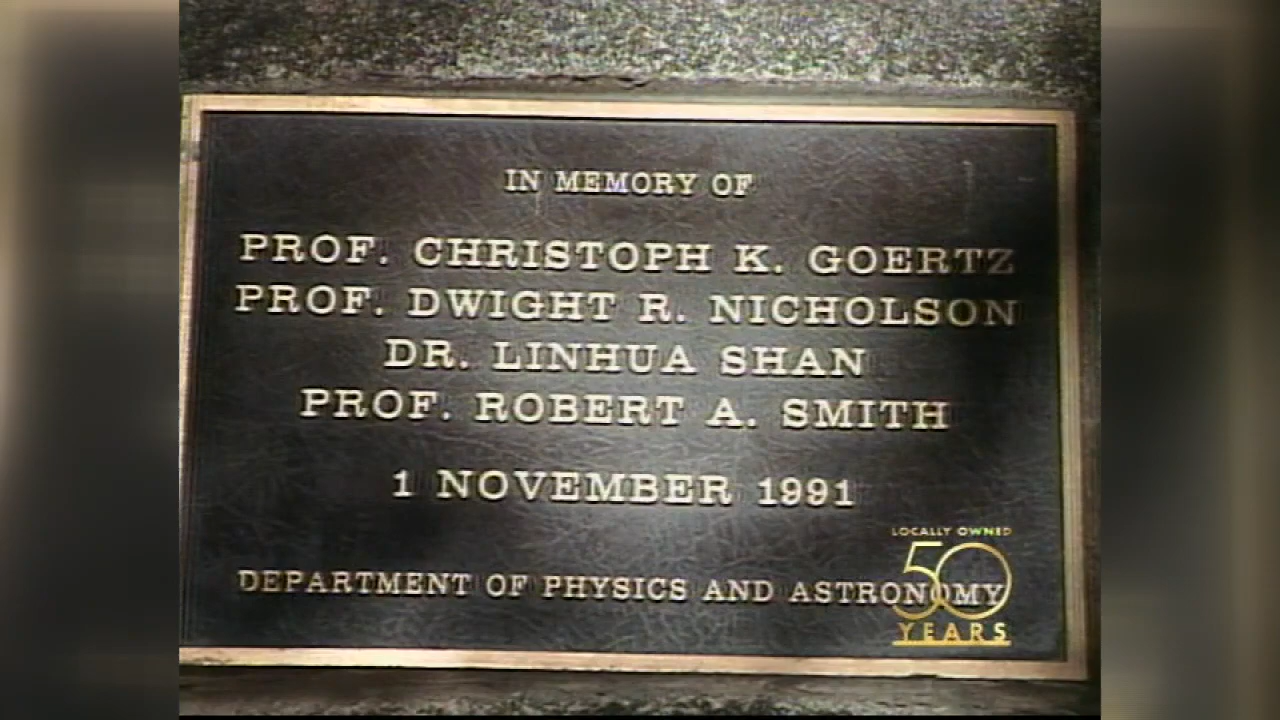 IN MEMORY OF
PROF. CHRISTOPH K. GOERTZ
PROF. DWIGHT R. NICHOLSON
DR. LINHUA SHAN
PROF. ROBERT A. SMITH
1 NOVEMBER 1991
DEPARTMENT OF PHYSICS AND ASTRONOMY
LOCALLY OWNED
50
YEARS